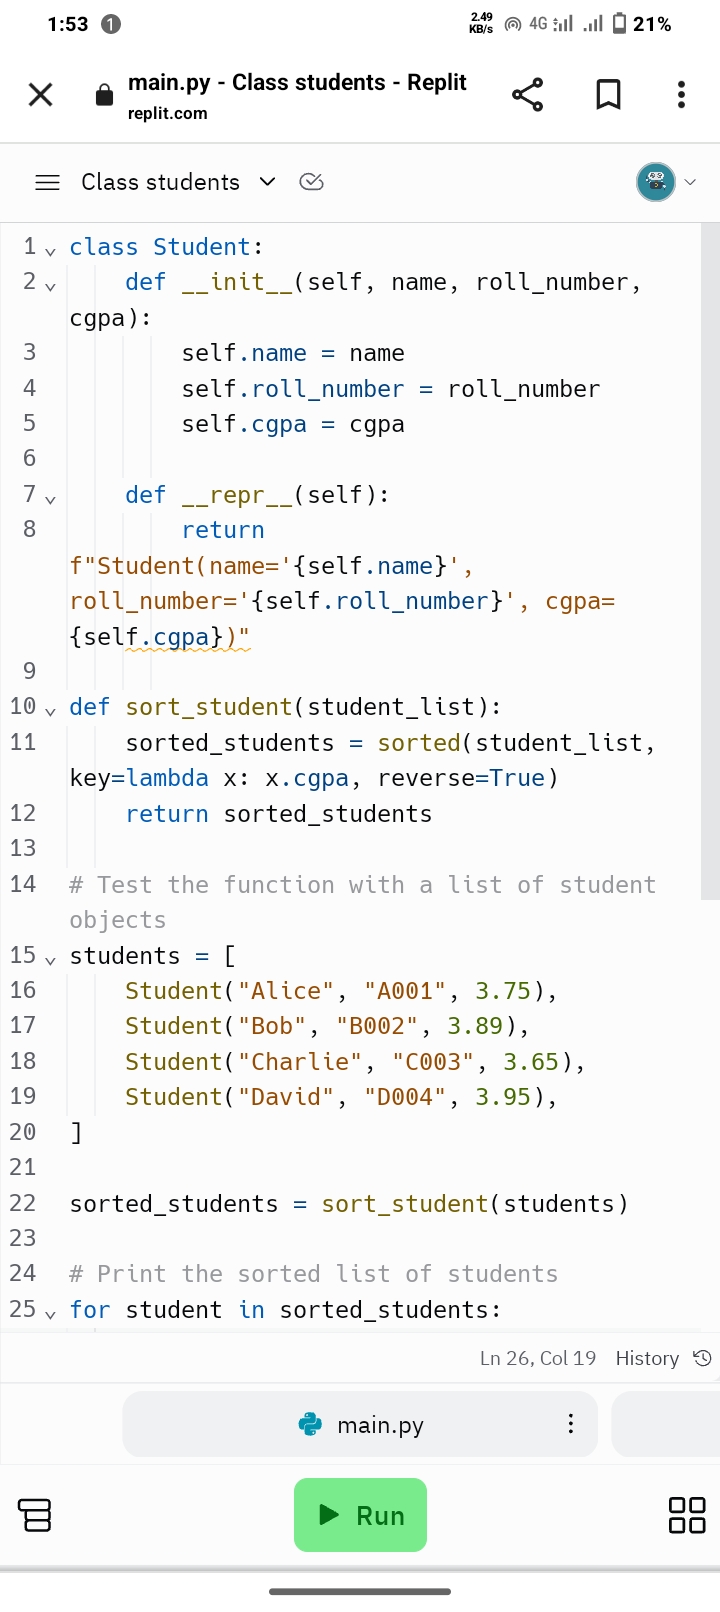 1:53 1 2.49 KB/s 4G 21%
main.py - Class students - Replit
replit.com
Class students
1 class Student:
2     def __init__(self, name, roll_number,
cgpa):
3         self.name = name
4         self.roll_number = roll_number
5         self.cgpa = cgpa
6
7     def __repr__(self):
8         return
f"Student(name='{self.name}',
roll_number='{self.roll_number}', cgpa=
{self.cgpa})"
9
10 def sort_student(student_list):
11     sorted_students = sorted(student_list,
key=lambda x: x.cgpa, reverse=True)
12     return sorted_students
13
14 # Test the function with a list of student
objects
15 students = [
16     Student("Alice", "A001", 3.75),
17     Student("Bob", "B002", 3.89),
18     Student("Charlie", "C003", 3.65),
19     Student("David", "D004", 3.95),
20 ]
21
22 sorted_students = sort_student(students)
23
24 # Print the sorted list of students
25 for student in sorted_students:
Ln 26, Col 19 History
main.py
Run